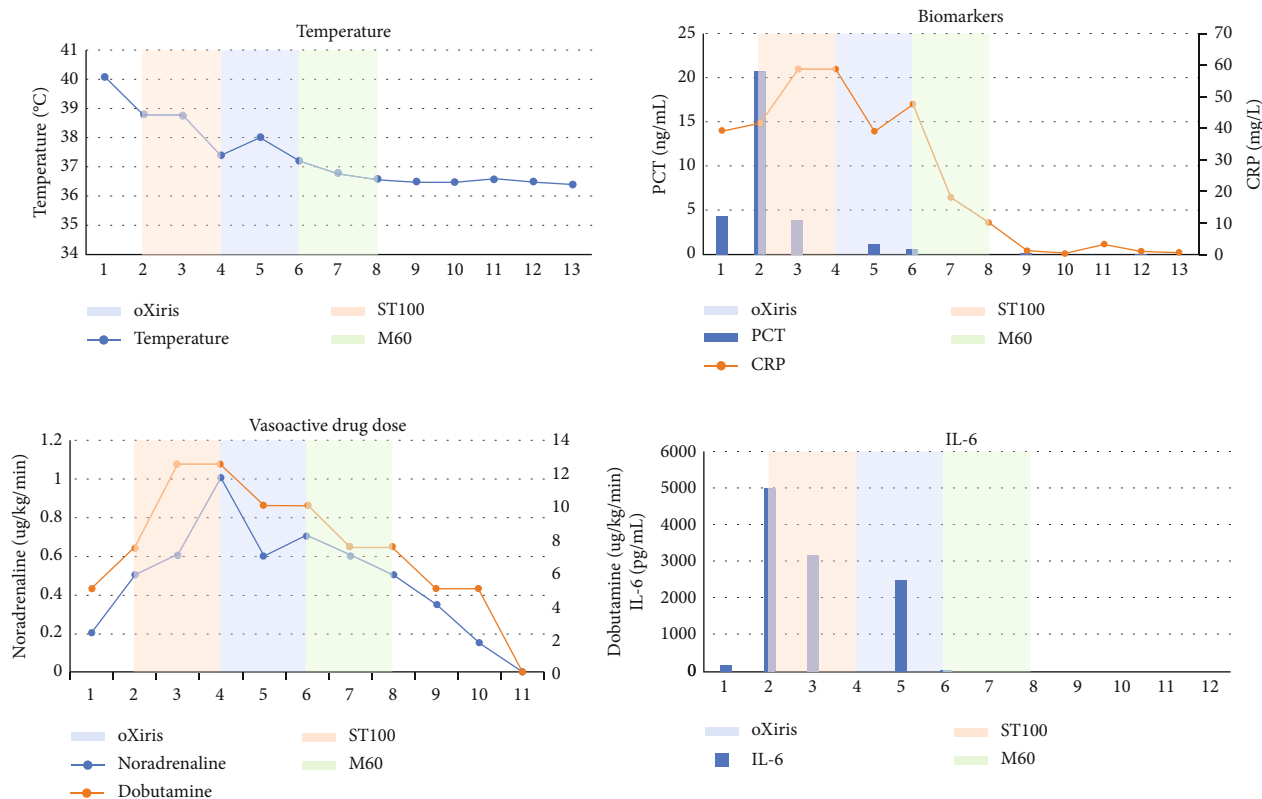 Temperature
Temperature (°C)
41
40
39
38
37
36
35
34
1 2 3 4 5 6 7 8 9 10 11 12 13
oXiris
ST100
Temperature
M60
Biomarkers
PCT (ng/mL)
25
20
15
10
5
0
70
60
50
40
30
20
10
0
CRP (mg/L)
1 2 3 4 5 6 7 8 9 10 11 12 13
oXiris
ST100
PCT
M60
CRP
Vasoactive drug dose
Noradrenaline (ug/kg/min)
1.2
1
0.8
0.6
0.4
0.2
0
14
12
10
8
6
4
2
0
Dobutamine (ug/kg/min)
1 2 3 4 5 6 7 8 9 10 11
oXiris
ST100
Noradrenaline
M60
Dobutamine
IL-6
IL-6 (pg/mL)
6000
5000
4000
3000
2000
1000
0
1 2 3 4 5 6 7 8 9 10 11 12
oXiris
ST100
IL-6
M60